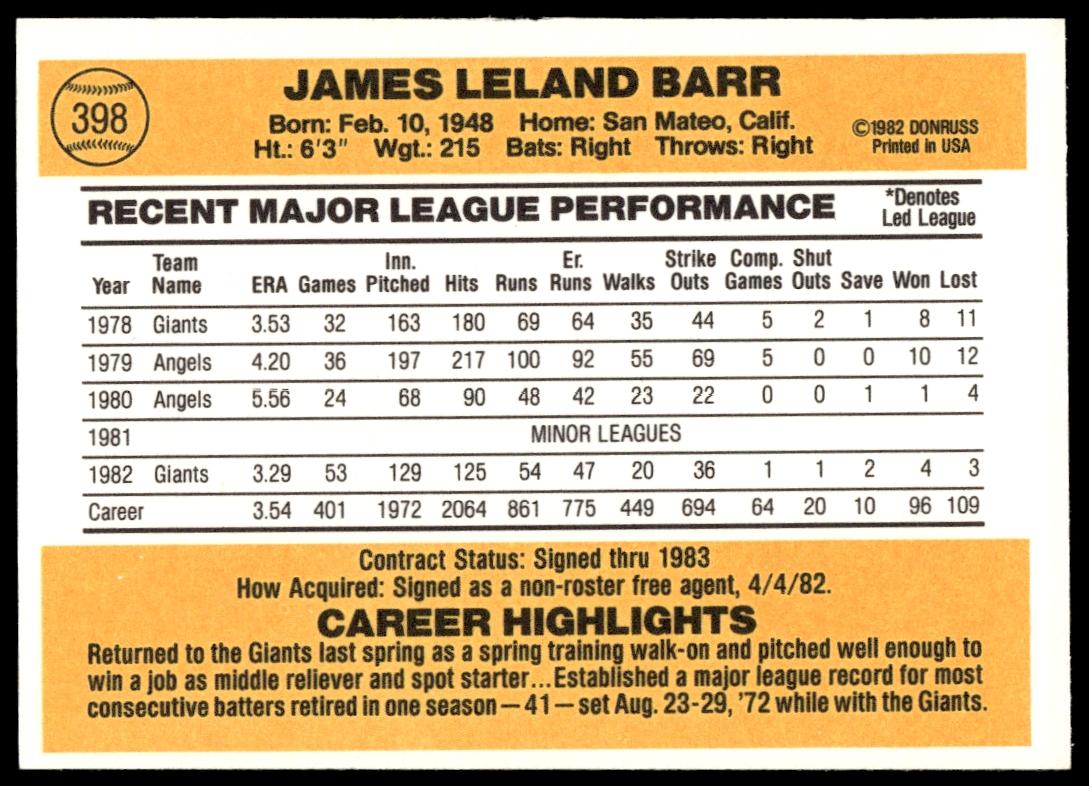 398
JAMES LELAND BARR
Born: Feb. 10, 1948 Home: San Mateo, Calif.
Ht.: 6'3" Wgt.: 215 Bats: Right Throws: Right
©1982 DONRUSS
Printed in USA
RECENT MAJOR LEAGUE PERFORMANCE
*Denotes
Led League
Year Team Name ERA Games Inn. Pitched Hits Runs Er. Runs Walks Strike Outs Comp. Games Shut Outs Save Won Lost
1978 Giants 3.53 32 163 180 69 64 35 44 5 2 1 8 11
1979 Angels 4.20 36 197 217 100 92 55 69 5 0 0 10 12
1980 Angels 5.56 24 68 90 48 42 23 22 0 0 1 1 4
1981 MINOR LEAGUES
1982 Giants 3.29 53 129 125 54 47 20 36 1 1 2 4 3
Career 3.54 401 1972 2064 861 775 449 694 64 20 10 96 109
Contract Status: Signed thru 1983
How Acquired: Signed as a non-roster free agent, 4/4/82.
CAREER HIGHLIGHTS
Returned to the Giants last spring as a spring training walk-on and pitched well enough to
win a job as middle reliever and spot starter...Established a major league record for most
consecutive batters retired in one season—41—set Aug. 23-29, '72 while with the Giants.